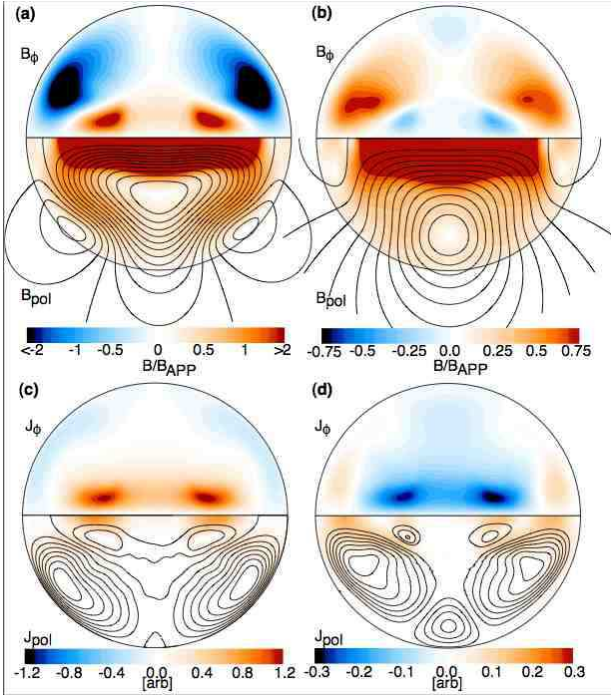 (a)
(b)
Bϕ
Bϕ
Bpol
Bpol
<-2 -1 -0.5 0 0.5 1 >2
B/BAPP
-0.75 -0.5 -0.25 0.0 0.25 0.5 0.75
B/BAPP
(c)
(d)
Jϕ
Jϕ
Jpol
Jpol
-1.2 -0.8 -0.4 0.0 0.4 0.8 1.2
[arb]
-0.3 -0.2 -0.1 0.0 0.1 0.2 0.3
[arb]